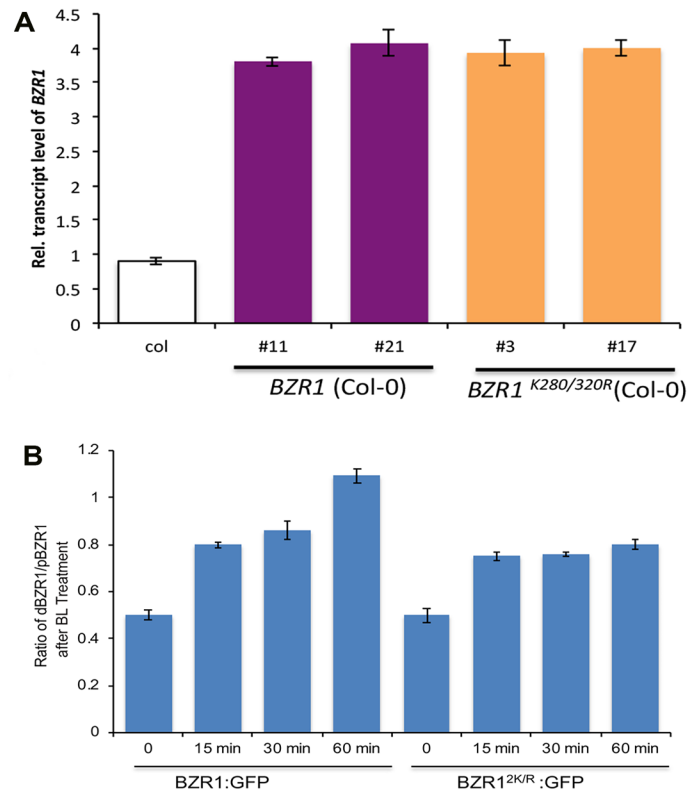 A
Rel. transcript level of BZR1
4.5
4
3.5
3
2.5
2
1.5
1
0.5
0
col
#11
#21
#3
#17
BZR1 (Col-0)
BZR1 K280/320R (Col-0)
B
Ratio of dBZR1/pBZR1
after BL Treatment
1.2
1
0.8
0.6
0.4
0.2
0
0
15 min
30 min
60 min
0
15 min
30 min
60 min
BZR1:GFP
BZR1 2K/R :GFP